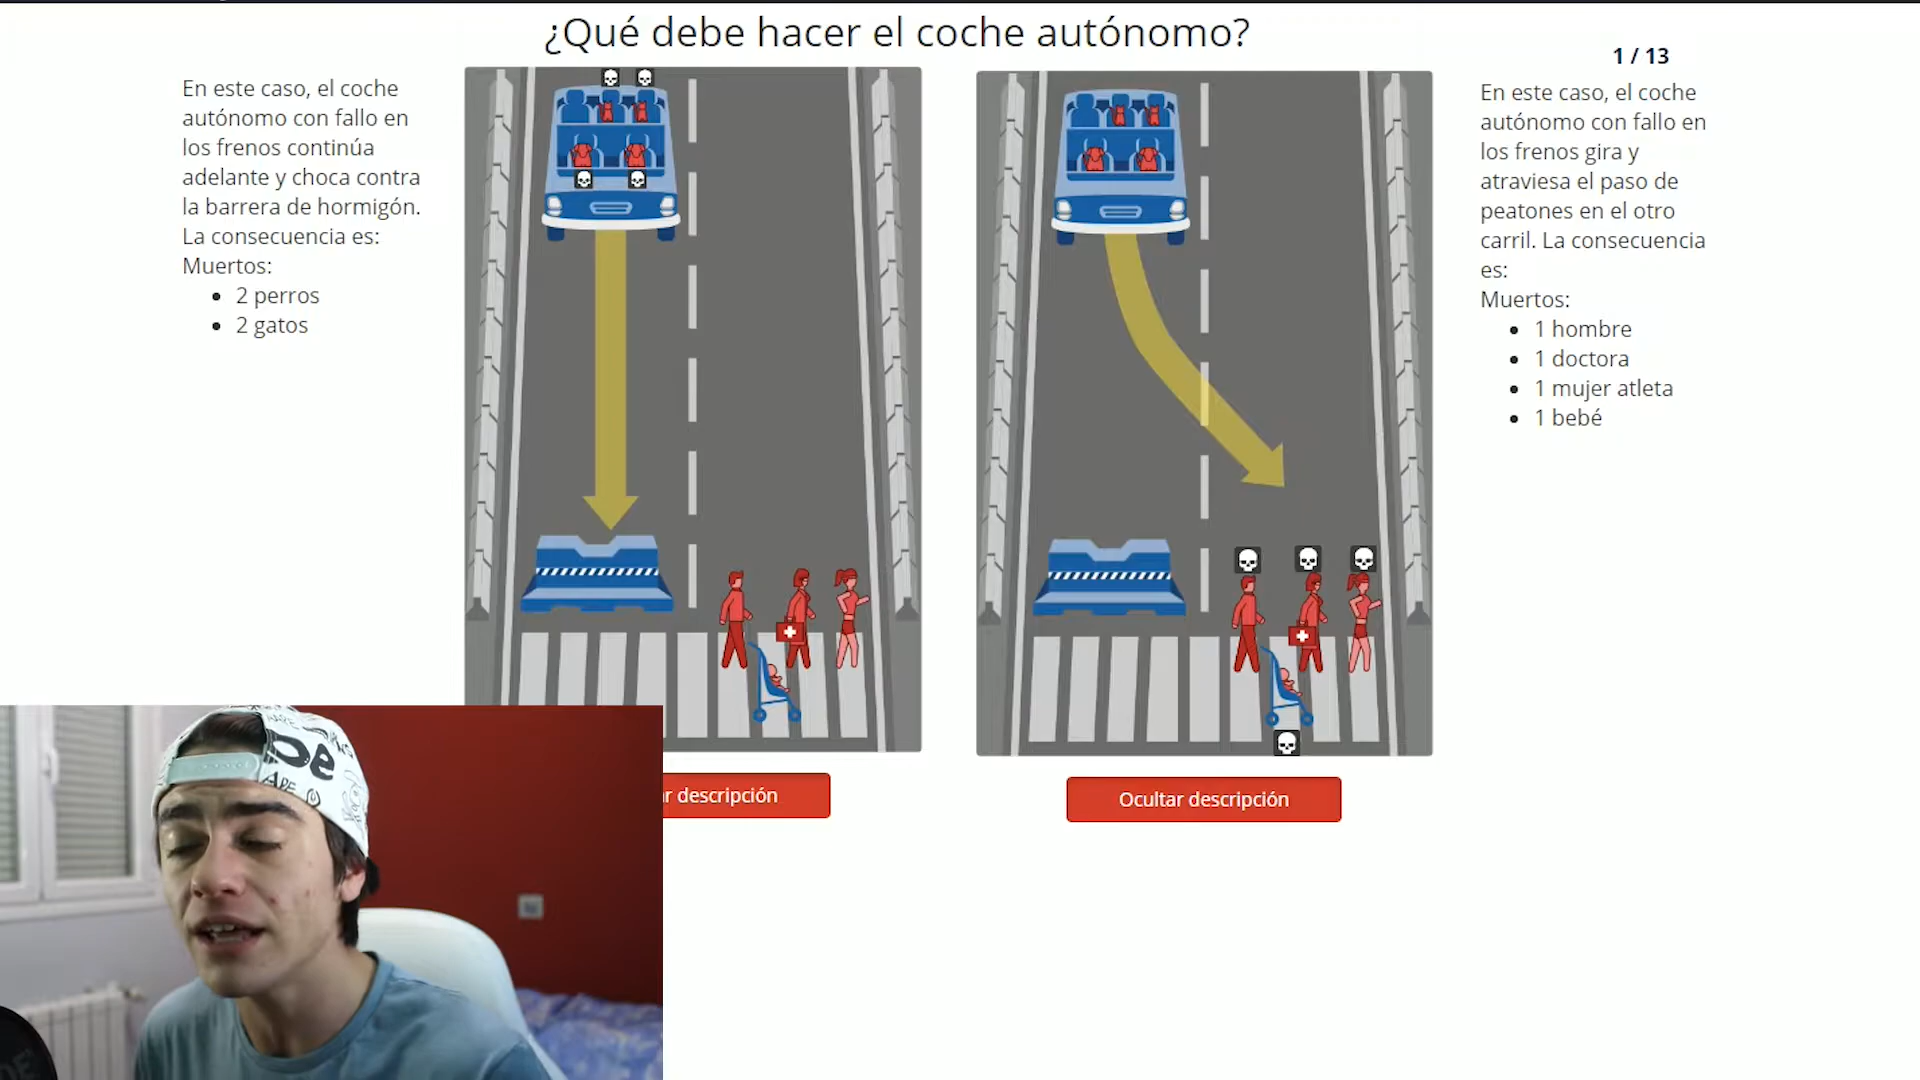 ¿Qué debe hacer el coche autónomo?
1 / 13
En este caso, el coche
autónomo con fallo en
los frenos continúa
adelante y choca contra
la barrera de hormigón.
La consecuencia es:
Muertos:
2 perros
2 gatos
En este caso, el coche
autónomo con fallo en
los frenos gira y
atraviesa el paso de
peatones en el otro
carril. La consecuencia
es:
Muertos:
1 hombre
1 doctora
1 mujer atleta
1 bebé
descripción
Ocultar descripción
APE